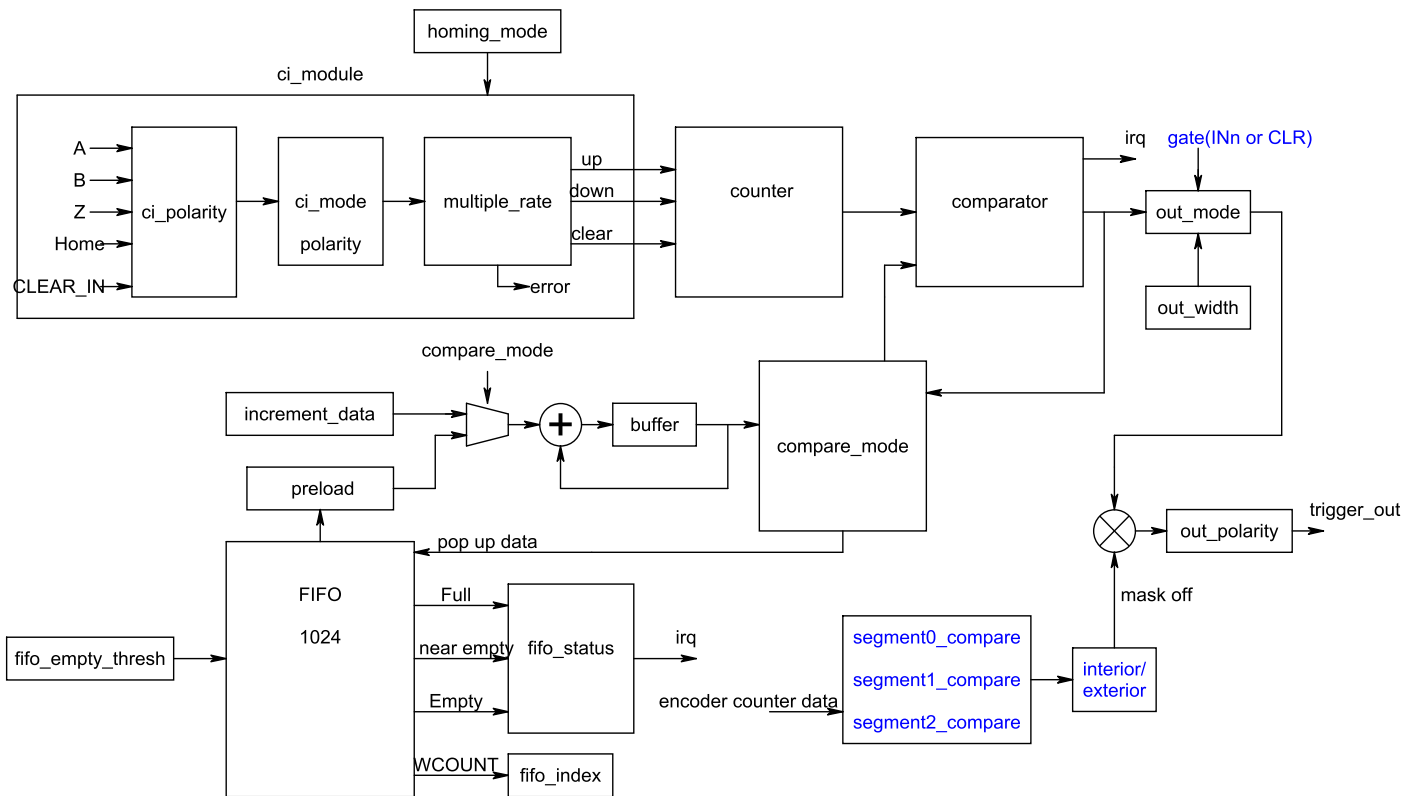 homing_mode
ci_module
A
B
Z
Home
CLEAR_IN
ci_polarity
ci_mode
polarity
multiple_rate
up
down
clear
error
counter
comparator
irq
gate(INn or CLR)
out_mode
out_width
compare_mode
increment_data
buffer
compare_mode
preload
pop up data
FIFO
1024
Full
near empty
Empty
WCOUNT
fifo_status
irq
fifo_index
fifo_empty_thresh
encoder counter data
segment0_compare
segment1_compare
segment2_compare
interior/
exterior
mask off
out_polarity
trigger_out